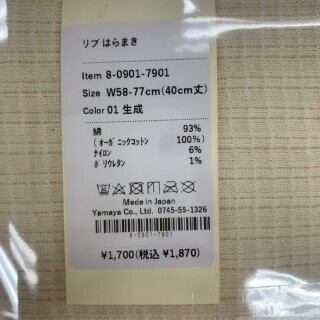 リブ はらまき
Item 8-0901-7901
Size W58-77cm(40cm丈)
Color 01 生成
綿 93%
(オーガニックコットン 100%)
ナイロン 6%
ポリウレタン 1%
Made in Japan
Yamaya Co., Ltd. 0745-55-1326
8-0901-7901
¥1,700(税込 ¥1,870)